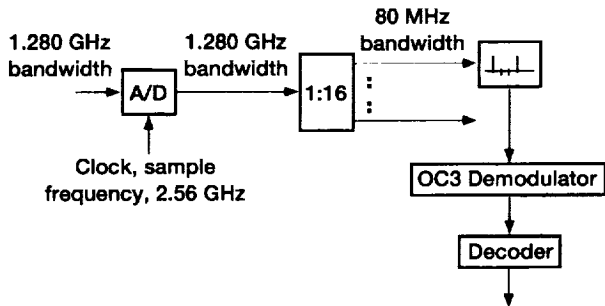 1.280 GHz
bandwidth
1.280 GHz
bandwidth
80 MHz
bandwidth
A/D
1:16
Clock, sample
frequency, 2.56 GHz
OC3 Demodulator
Decoder